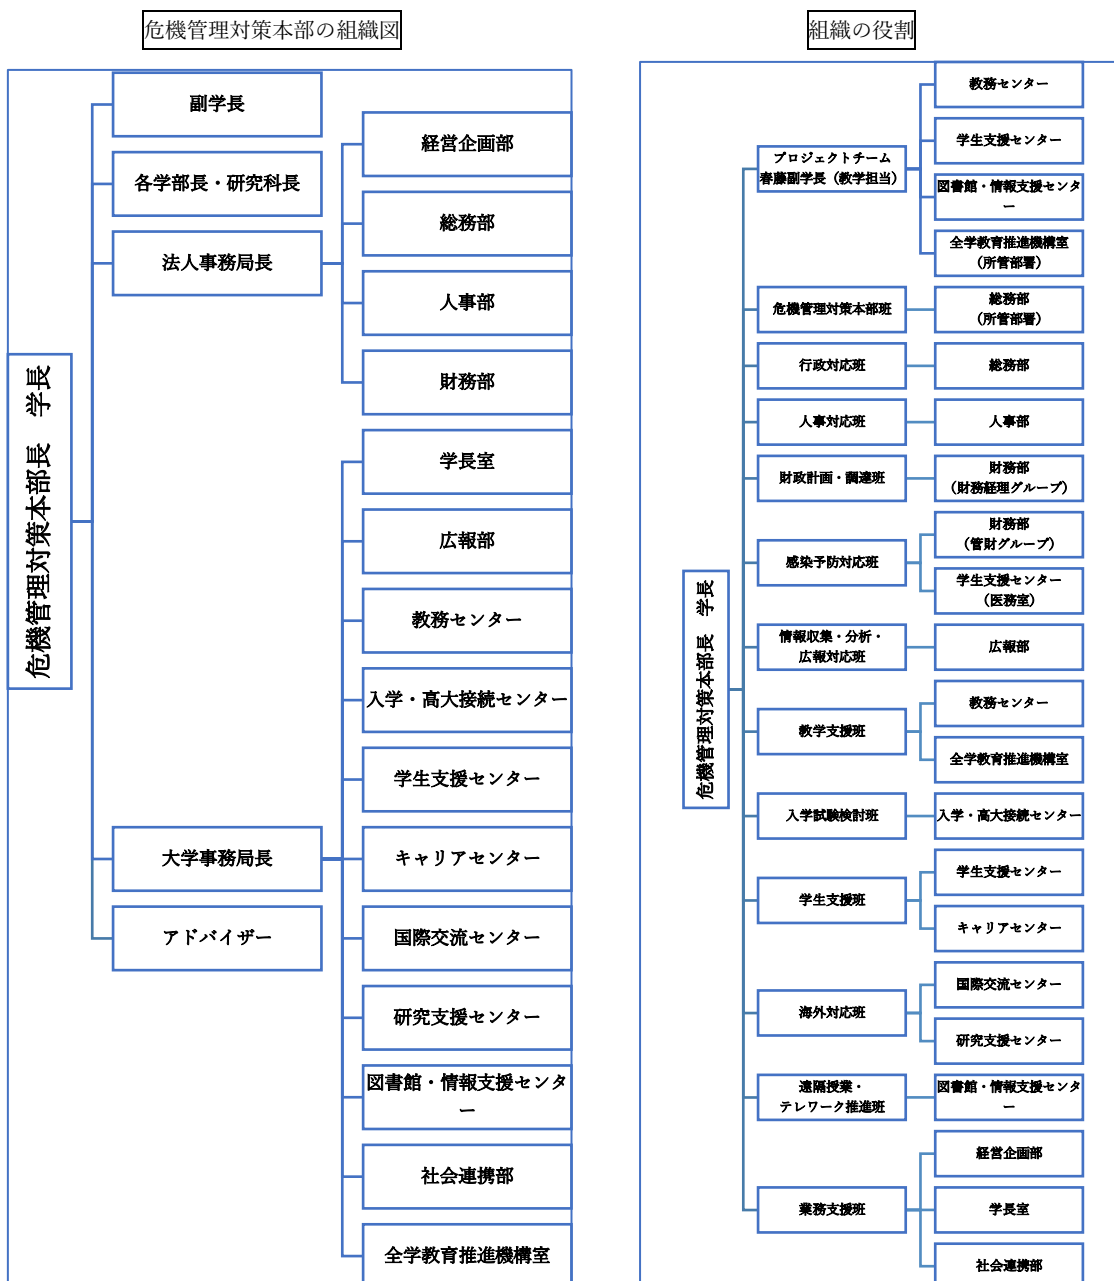 危機管理対策本部の組織図
危機管理対策本部長　学長
副学長
各学部長・研究科長
法人事務局長
経営企画部
総務部
人事部
財務部
大学事務局長
学長室
広報部
教務センター
入学・高大接続センター
学生支援センター
キャリアセンター
国際交流センター
研究支援センター
図書館・情報支援センタ
ー
社会連携部
全学教育推進機構室
アドバイザー
組織の役割
危機管理対策本部長　学長
プロジェクトチーム
春藤副学長（教学担当）
教務センター
学生支援センター
図書館・情報支援センタ
ー
全学教育推進機構室
（所管部署）
危機管理対策本部班
総務部
（所管部署）
行政対応班
総務部
人事対応班
人事部
財政計画・調達班
財務部
（財務経理グループ）
感染予防対応班
財務部
（管財グループ）
学生支援センター
（医務室）
情報収集・分析・
広報対応班
広報部
教学支援班
教務センター
全学教育推進機構室
入学試験検討班
入学・高大接続センター
学生支援班
学生支援センター
キャリアセンター
海外対応班
国際交流センター
研究支援センター
遠隔授業・
テレワーク推進班
図書館・情報支援センタ
ー
業務支援班
経営企画部
学長室
社会連携部